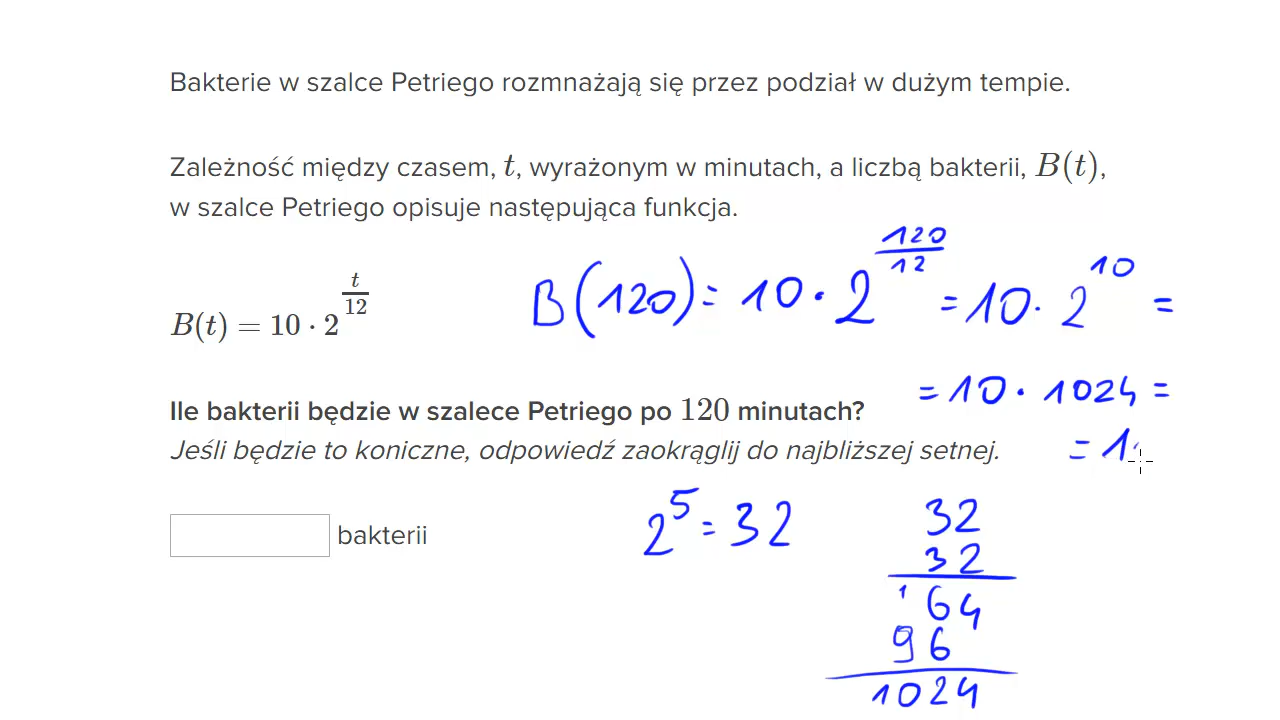 Bakterie w szalce Petriego rozmnażają się przez podział w dużym tempie.
Zależność między czasem, t, wyrażonym w minutach, a liczbą bakterii, B(t),
w szalce Petriego opisuje następująca funkcja.
B(t) = 10 · 2^(t/12)
B(120) = 10 · 2^(120/12) = 10 · 2^10 =
= 10 · 1024 =
Ile bakterii będzie w szalece Petriego po 120 minutach?
Jeśli będzie to koniczne, odpowiedź zaokrąglij do najbliższej setnej.
= 1
bakterii
2^5 = 32
32
32
1 64
96
1024